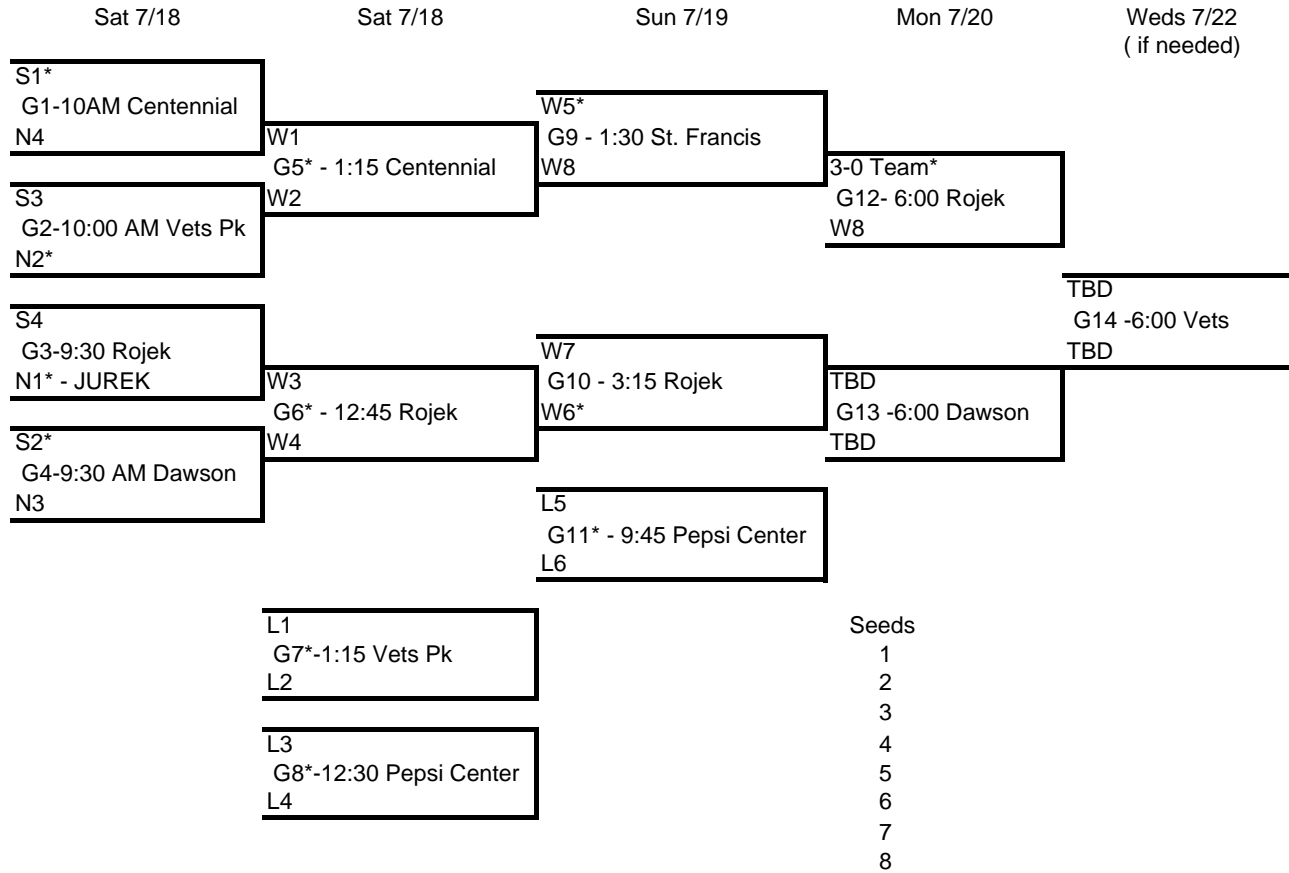 Sat 7/18
Sat 7/18
Sun 7/19
Mon 7/20
Weds 7/22
( if needed)
S1*
G1-10AM Centennial
N4
S3
G2-10:00 AM Vets Pk
N2*
S4
G3-9:30 Rojek
N1* - JUREK
S2*
G4-9:30 AM Dawson
N3
W1
G5* - 1:15 Centennial
W2
W3
G6* - 12:45 Rojek
W4
L1
G7*-1:15 Vets Pk
L2
L3
G8*-12:30 Pepsi Center
L4
W5*
G9 - 1:30 St. Francis
W8
W7
G10 - 3:15 Rojek
W6*
L5
G11* - 9:45 Pepsi Center
L6
3-0 Team*
G12- 6:00 Rojek
W8
TBD
G13 -6:00 Dawson
TBD
Seeds
1
2
3
4
5
6
7
8
TBD
G14 -6:00 Vets
TBD